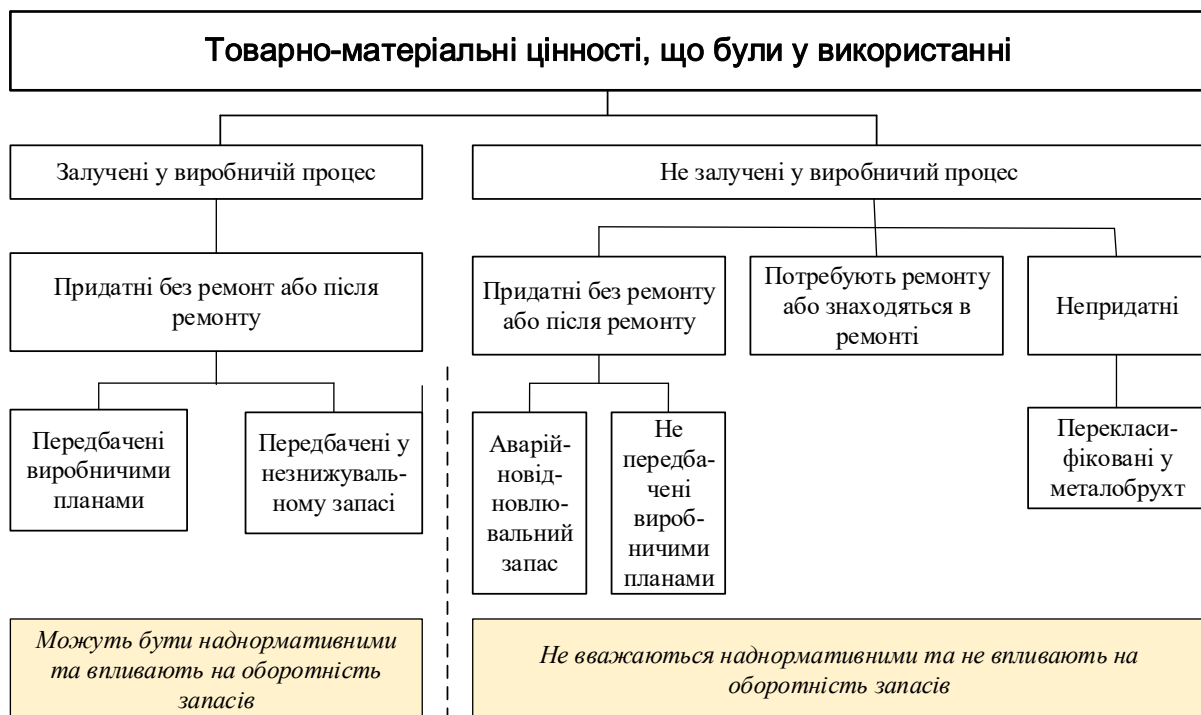 Товарно-матеріальні цінності, що були у використанні
Залучені у виробничій процес
Не залучені у виробничий процес
Придатні без ремонт або після
ремонту
Придатні без ремонту
або після ремонту
Потребують ремонту
або знаходяться в
ремонті
Непридатні
Передбачені
виробничими
планами
Передбачені у
незнижуваль-
ному запасі
Аварій-
новід-
новлю-
вальний
запас
Не
передба-
чені
вироб-
ничими
планами
Перекласи-
фіковані у
металобрухт
Можуть бути наднормативними
та впливають на оборотність
запасів
Не вважаються наднормативними та не впливають на
оборотність запасів